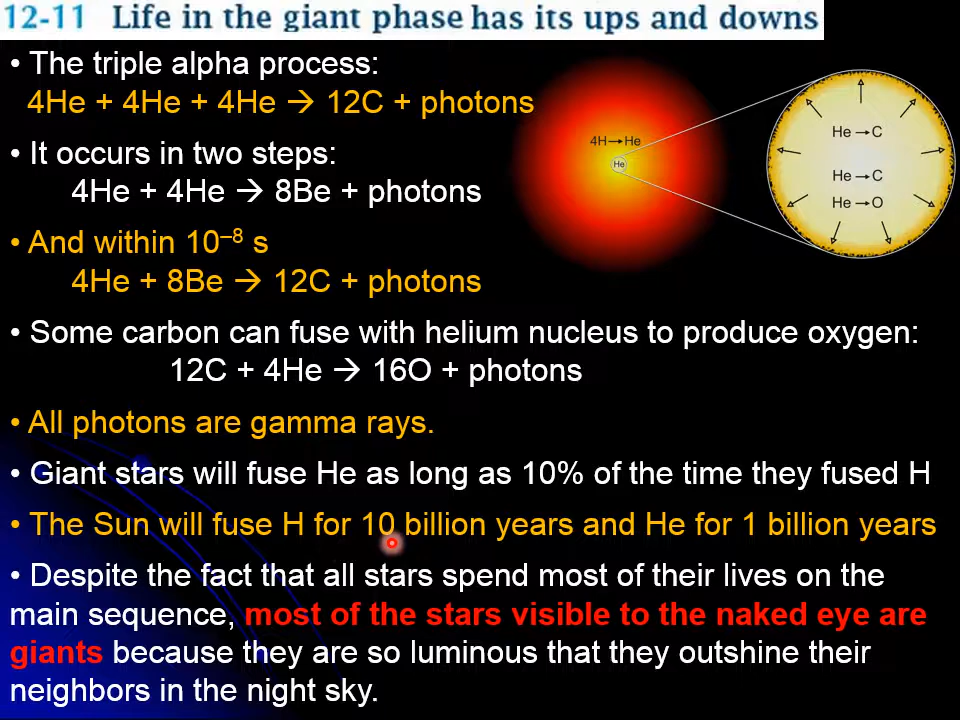 12-11 Life in the giant phase has its ups and downs
• The triple alpha process:
4He + 4He + 4He → 12C + photons
• It occurs in two steps:
4He + 4He → 8Be + photons
• And within 10⁻⁸ s
4He + 8Be → 12C + photons
• Some carbon can fuse with helium nucleus to produce oxygen:
12C + 4He → 16O + photons
• All photons are gamma rays.
• Giant stars will fuse He as long as 10% of the time they fused H
• The Sun will fuse H for 10 billion years and He for 1 billion years
• Despite the fact that all stars spend most of their lives on the
main sequence, most of the stars visible to the naked eye are
giants because they are so luminous that they outshine their
neighbors in the night sky.
4H→He
He
He→C
He→C
He→O